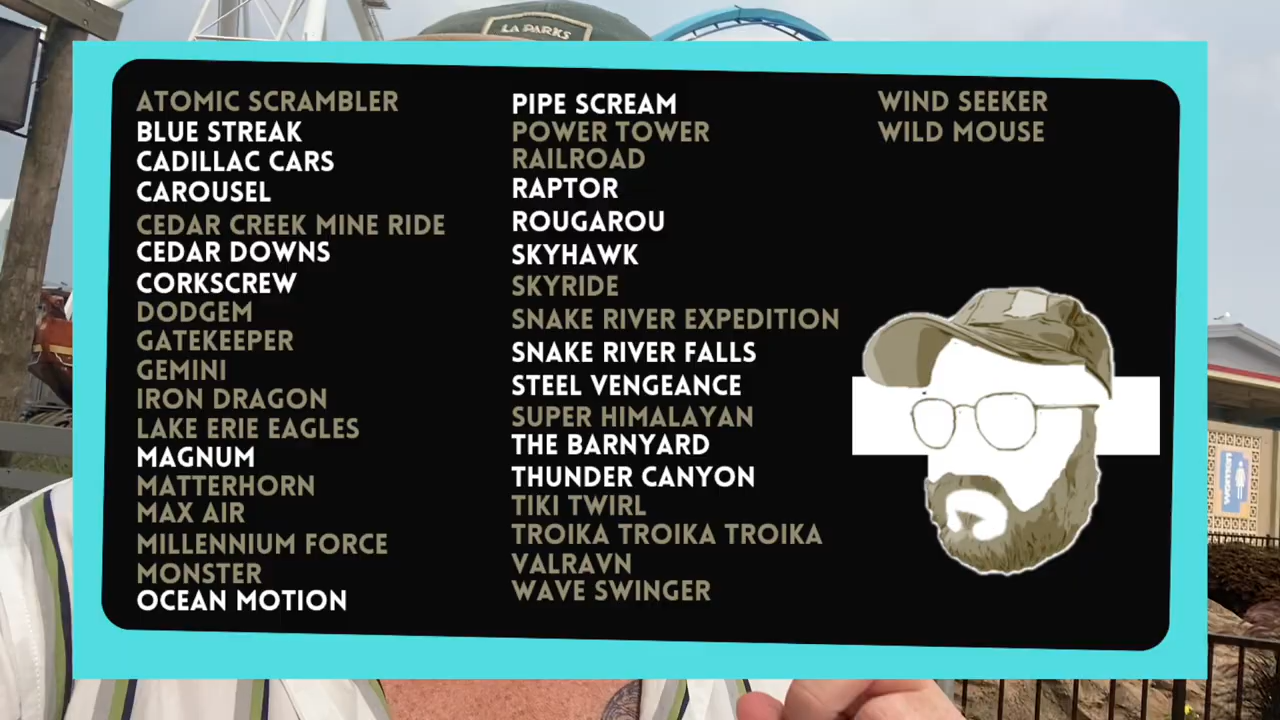 LA PARKS
ATOMIC SCRAMBLER
BLUE STREAK
CADILLAC CARS
CAROUSEL
CEDAR CREEK MINE RIDE
CEDAR DOWNS
CORKSCREW
DODGEM
GATEKEEPER
GEMINI
IRON DRAGON
LAKE ERIE EAGLES
MAGNUM
MATTERHORN
MAX AIR
MILLENNIUM FORCE
MONSTER
OCEAN MOTION
PIPE SCREAM
POWER TOWER
RAILROAD
RAPTOR
ROUGAROU
SKYHAWK
SKYRIDE
SNAKE RIVER EXPEDITION
SNAKE RIVER FALLS
STEEL VENGEANCE
SUPER HIMALAYAN
THE BARNYARD
THUNDER CANYON
TIKI TWIRL
TROIKA TROIKA TROIKA
VALRAVN
WAVE SWINGER
WIND SEEKER
WILD MOUSE
women